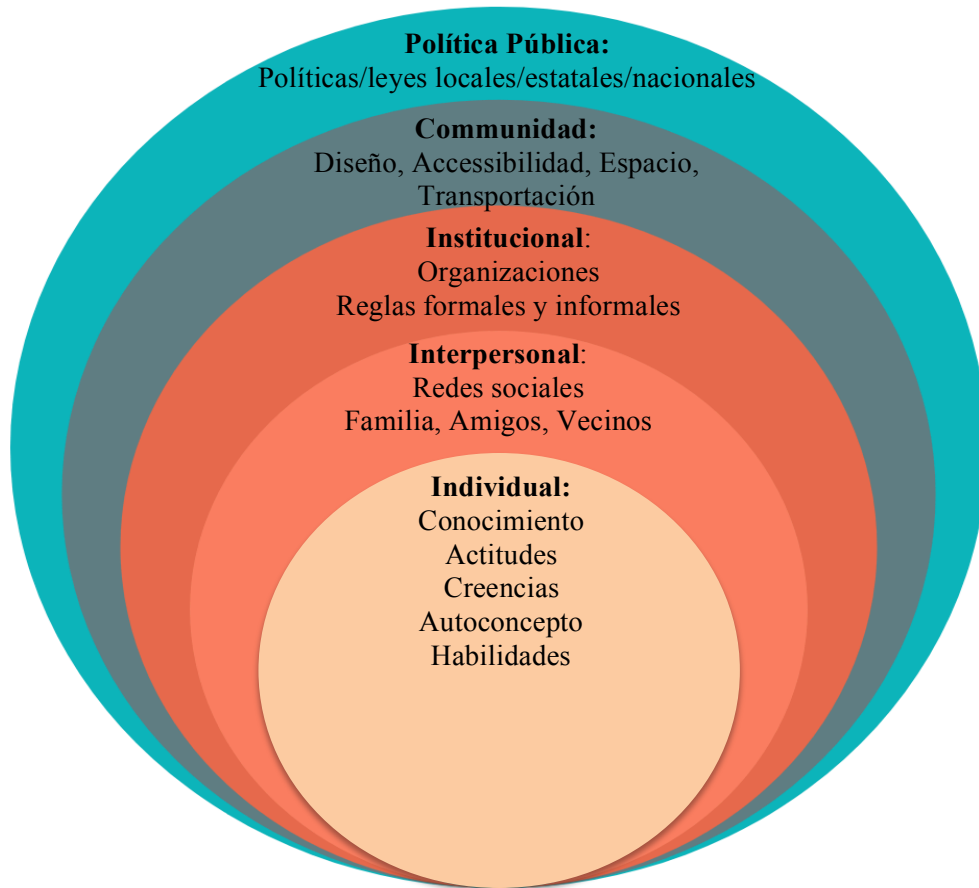 Política Pública:
Políticas/leyes locales/estatales/nacionales
Communidad:
Diseño, Accessibilidad, Espacio,
Transportación
Institucional:
Organizaciones
Reglas formales y informales
Interpersonal:
Redes sociales
Familia, Amigos, Vecinos
Individual:
Conocimiento
Actitudes
Creencias
Autoconcepto
Habilidades